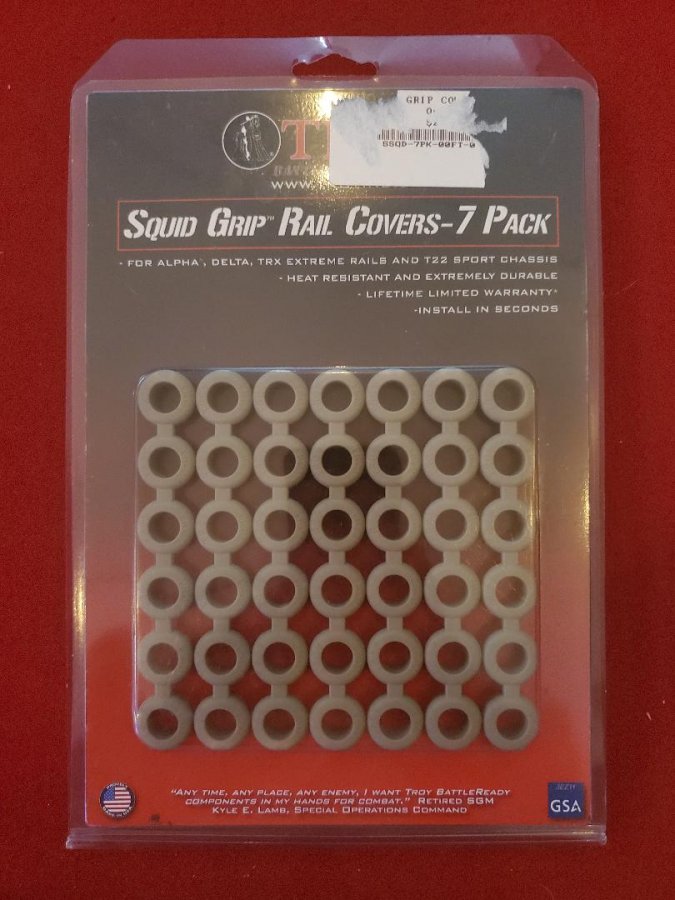 GRIP CO
SSQD-7PK-00FT-0
T
www.
SQUID GRIP™ RAIL COVERS-7 PACK
- FOR ALPHA, DELTA, TRX EXTREME RAILS AND T22 SPORT CHASSIS
- HEAT RESISTANT AND EXTREMELY DURABLE
- LIFETIME LIMITED WARRANTY*
-INSTALL IN SECONDS
"ANY TIME, ANY PLACE, ANY ENEMY, I WANT TROY BATTLEREADY
COMPONENTS IN MY HANDS FOR COMBAT." RETIRED SGM
KYLE E. LAMB, SPECIAL OPERATIONS COMMAND
GSA